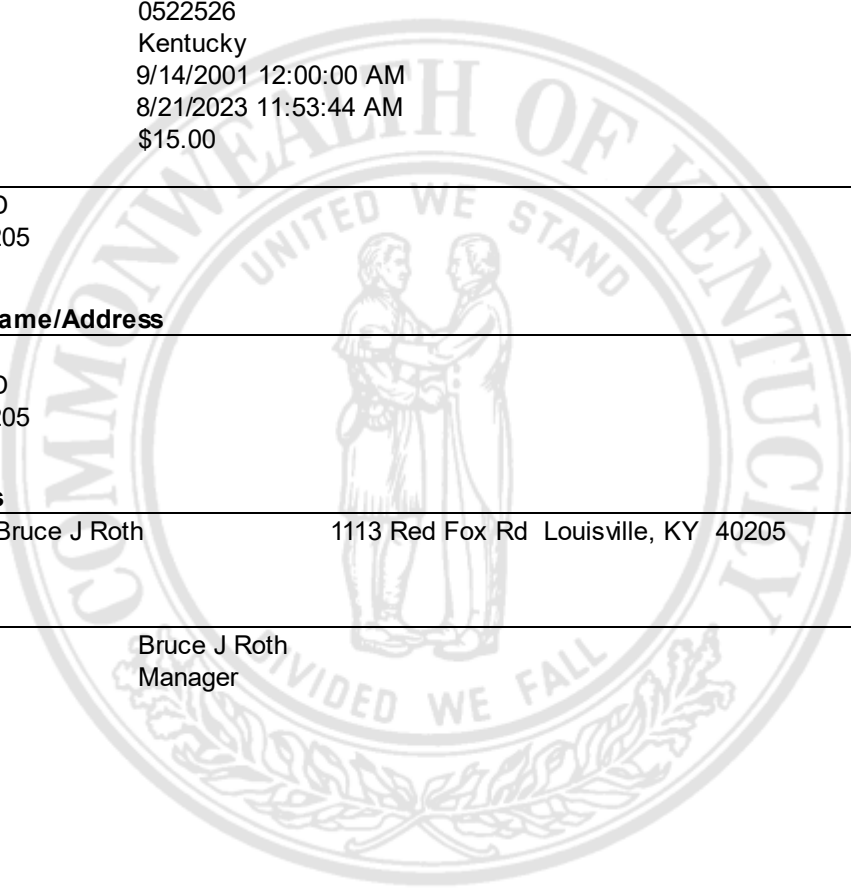 0522526
Kentucky
9/14/2001 12:00:00 AM
8/21/2023 11:53:44 AM
$15.00
D
205
ame/Address
D
205
s
Bruce J Roth 1113 Red Fox Rd Louisville, KY 40205
Bruce J Roth
Manager
COMMONWEALTH OF KENTUCKY
UNITED WE STAND
DIVIDED WE FALL